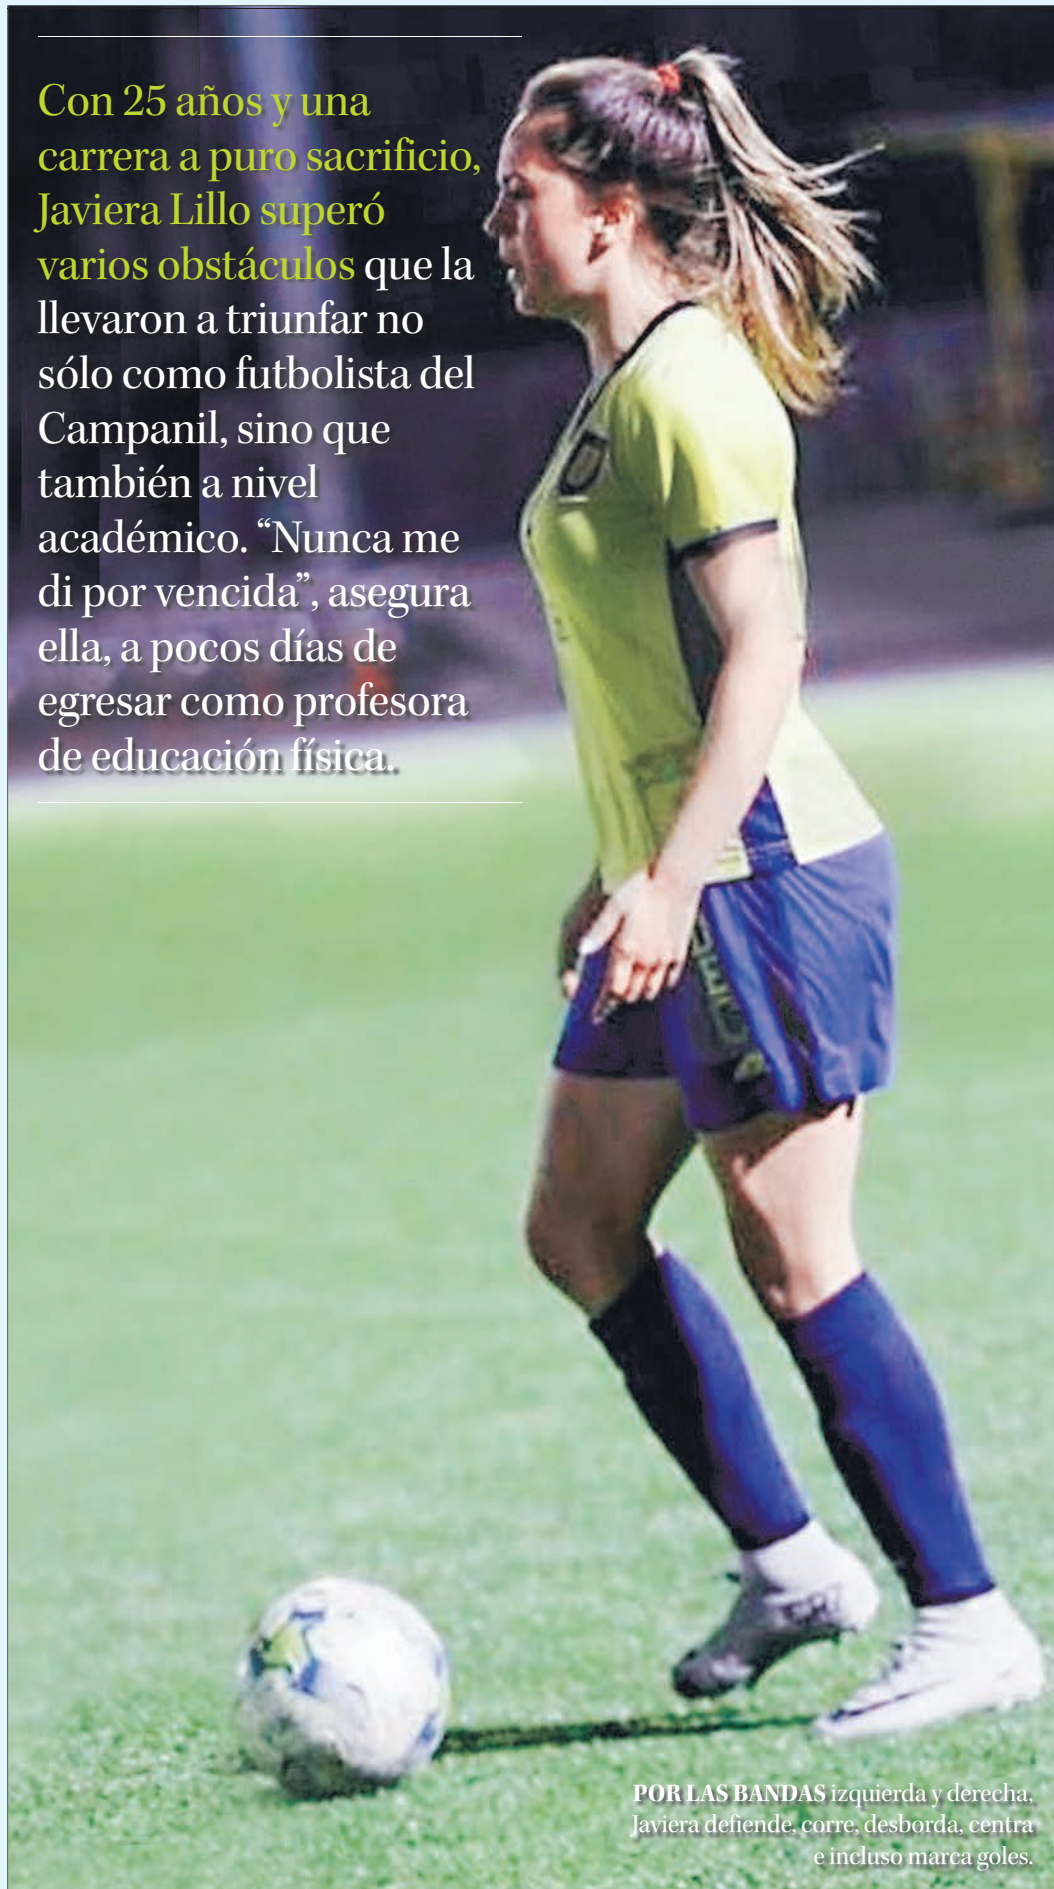 Con 25 años y una
carrera a puro sacrificio,
Javiera Lillo superó
varios obstáculos que la
llevaron a triunfar no
sólo como futbolista del
Campanil, sino que
también a nivel
académico. “Nunca me
di por vencida”, asegura
ella, a pocos días de
egresar como profesora
de educación física.
POR LAS BANDAS izquierda y derecha,
Javiera defiende, corre, desborda, centra
e incluso marca goles.